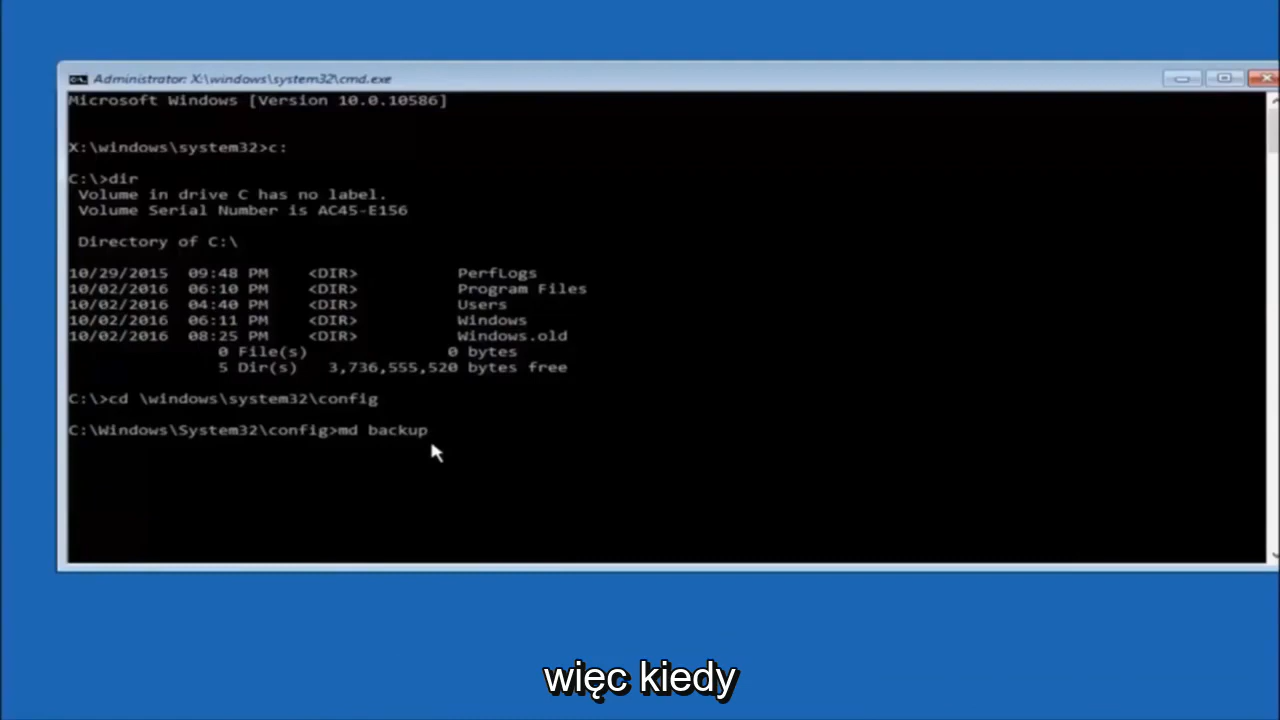 Administrator: X:\windows\system32\cmd.exe
Microsoft Windows [Version 10.0.10586]
X:\windows\system32>c:
C:\>dir
Volume in drive C has no label.
Volume Serial Number is AC45-E156
Directory of C:\
10/29/2015 09:48 PM <DIR> PerfLogs
10/02/2016 06:10 PM <DIR> Program Files
10/02/2016 04:40 PM <DIR> Users
10/02/2016 06:11 PM <DIR> Windows
10/02/2016 08:25 PM <DIR> Windows.old
0 File(s) 0 bytes
5 Dir(s) 3,736,555,520 bytes free
C:\>cd \windows\system32\config
C:\Windows\System32\config>md backup
więc kiedy